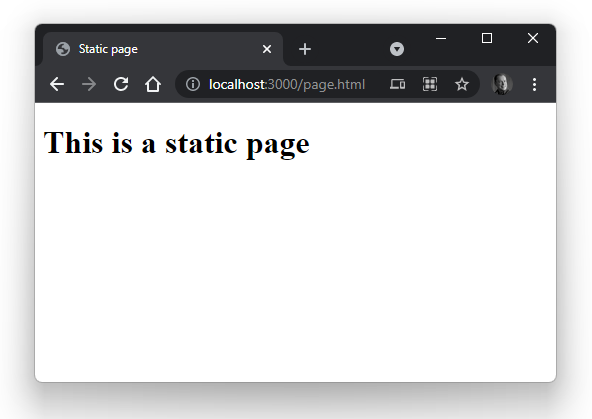 Static page
localhost:3000/page.html
This is a static page